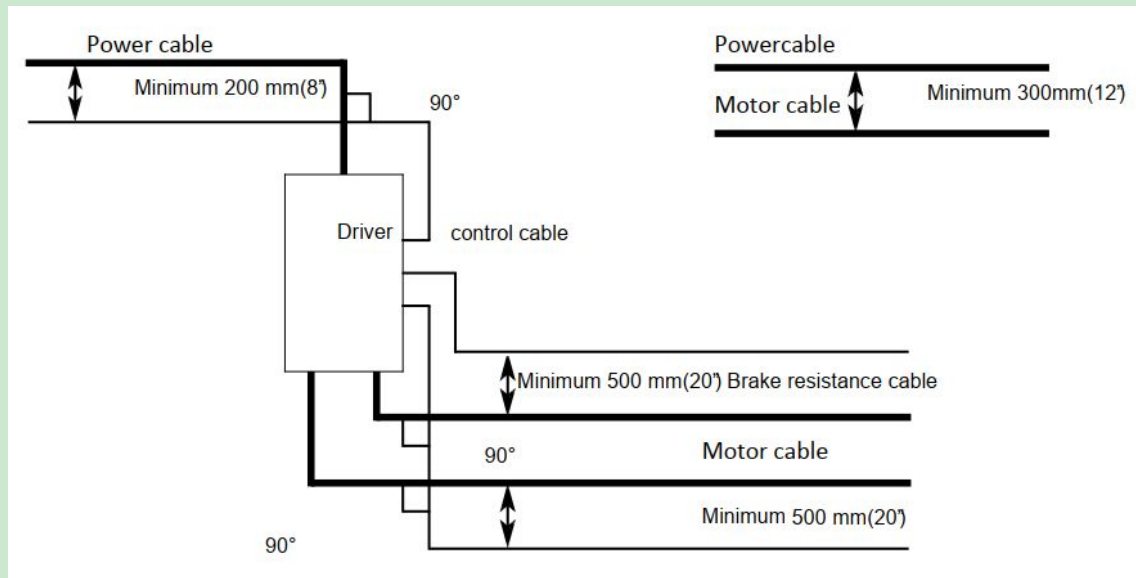 Power cable
Minimum 200 mm(8”)
90°
Powercable
Motor cable
Minimum 300mm(12”)
Driver
control cable
Minimum 500 mm(20”) Brake resistance cable
90°
Motor cable
Minimum 500 mm(20”)
90°